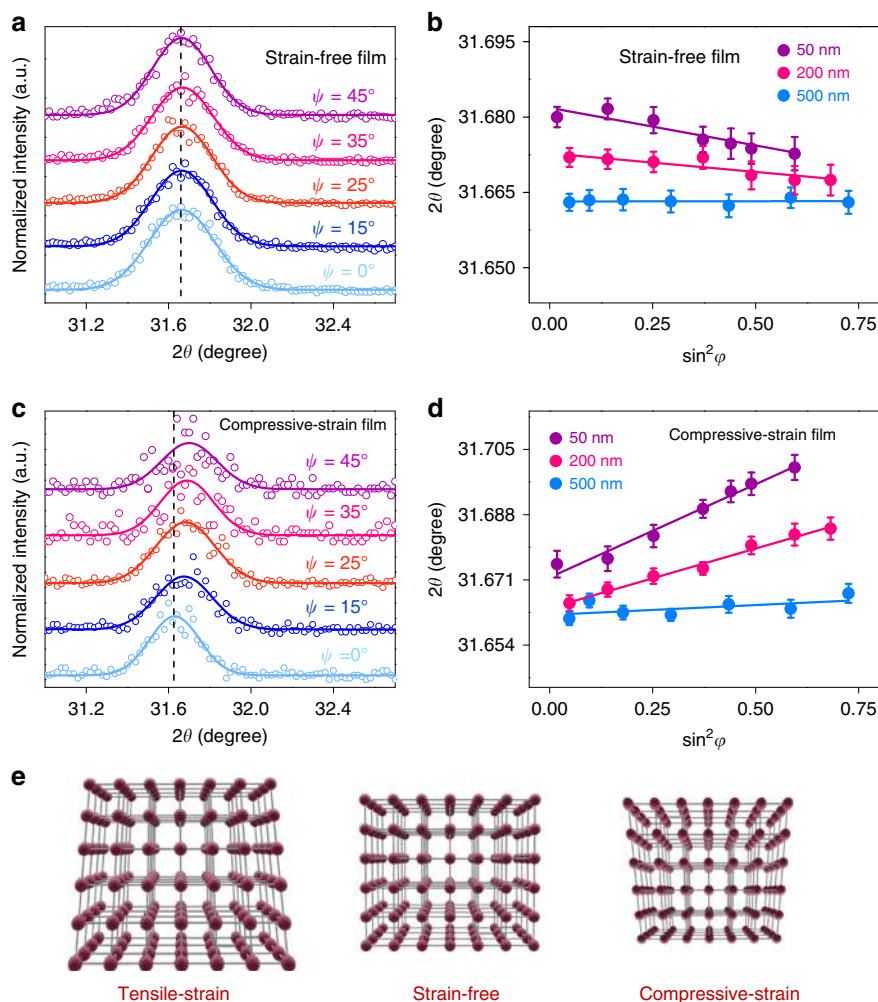 a
Normalized intensity (a.u.)
Strain-free film
ψ = 45°
ψ = 35°
ψ = 25°
ψ = 15°
ψ = 0°
31.2 31.6 32.0 32.4
2θ (degree)
b
2θ (degree)
31.695
31.680
31.665
31.650
Strain-free film
50 nm
200 nm
500 nm
0.00 0.25 0.50 0.75
sin²φ
c
Normalized intensity (a.u.)
Compressive-strain film
ψ = 45°
ψ = 35°
ψ = 25°
ψ = 15°
ψ =0°
31.2 31.6 32.0 32.4
2θ (degree)
d
2θ (degree)
31.705
31.688
31.671
31.654
Compressive-strain film
50 nm
200 nm
500 nm
0.00 0.25 0.50 0.75
sin²φ
e
Tensile-strain
Strain-free
Compressive-strain